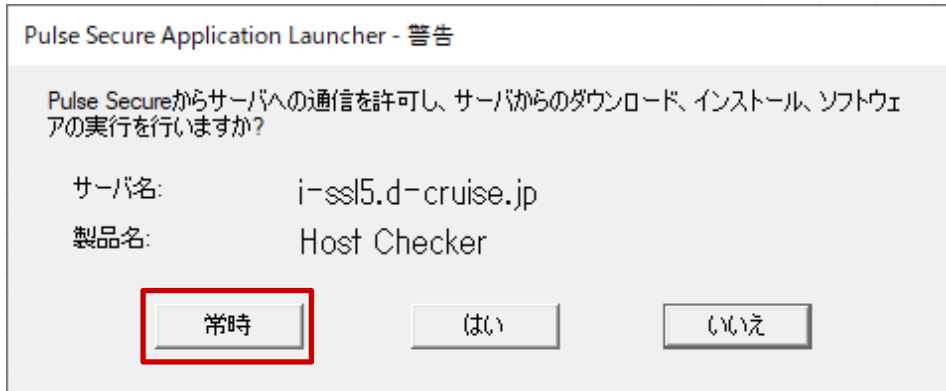 Pulse Secure Application Launcher - 警告
Pulse Secureからサーバへの通信を許可し、サーバからのダウンロード、インストール、ソフトウェ
アの実行を行いますか?
サーバ名: i-ssl5.d-cruise.jp
製品名: Host Checker
常時 はい いいえ